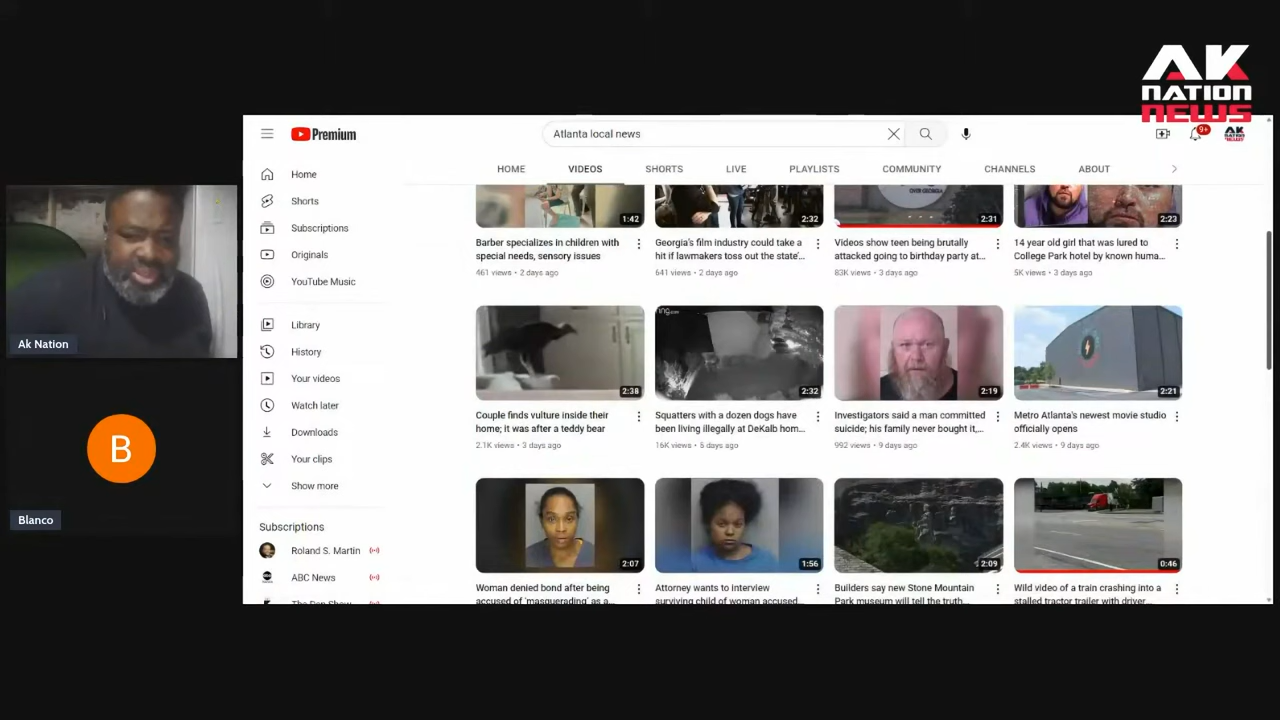 AK
NATION
NEWS
Premium
Atlanta local news
9+
AK
NATION
NEWS
HOME
VIDEOS
SHORTS
LIVE
PLAYLISTS
COMMUNITY
CHANNELS
ABOUT
Home
Shorts
Subscriptions
Originals
YouTube Music
Library
History
Your videos
Watch later
Downloads
Your clips
Show more
Subscriptions
Roland S. Martin
ABC News
Ak Nation
B
Blanco
1:42
Barber specializes in children with
special needs, sensory issues
461 views • 2 days ago
2:32
Georgia's film industry could take a
hit if lawmakers toss out the state'...
641 views • 2 days ago
OVER GEORGIA
2:31
Videos show teen being brutally
attacked going to birthday party at...
83K views • 3 days ago
2:23
14 year old girl that was lured to
College Park hotel by known huma...
5K views • 3 days ago
2:38
Couple finds vulture inside their
home; it was after a teddy bear
2.1K views • 3 days ago
ring.com
2:32
Squatters with a dozen dogs have
been living illegally at DeKalb hom...
16K views • 5 days ago
2:19
Investigators said a man committed
suicide; his family never bought it,...
992 views • 9 days ago
2:21
Metro Atlanta's newest movie studio
officially opens
2.4K views • 9 days ago
2:07
Woman denied bond after being
accused of 'masquerading' as a...
1:56
Attorney wants to interview
surviving child of woman accused...
2:09
Builders say new Stone Mountain
Park museum will tell the truth...
0:46
Wild video of a train crashing into a
stalled tractor trailer with driver...